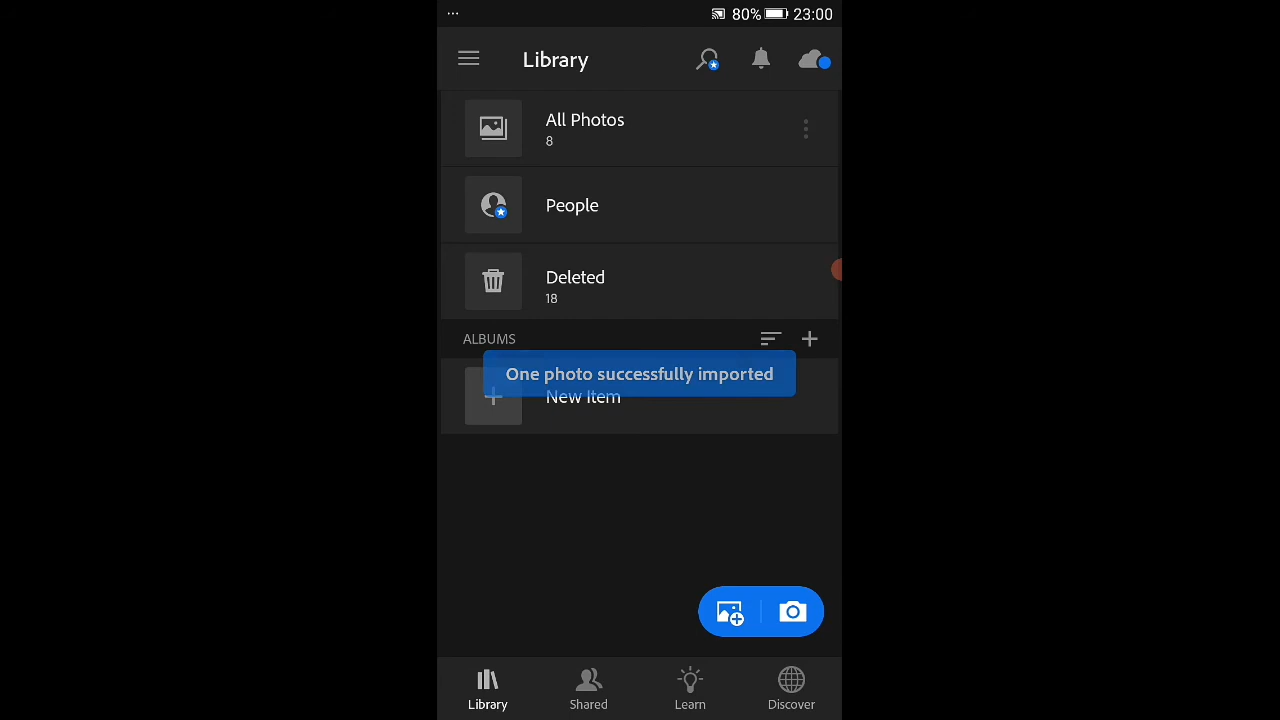 ... 80% 23:00
Library
All Photos
8
People
Deleted
18
ALBUMS
One photo successfully imported
New Item
Library Shared Learn Discover